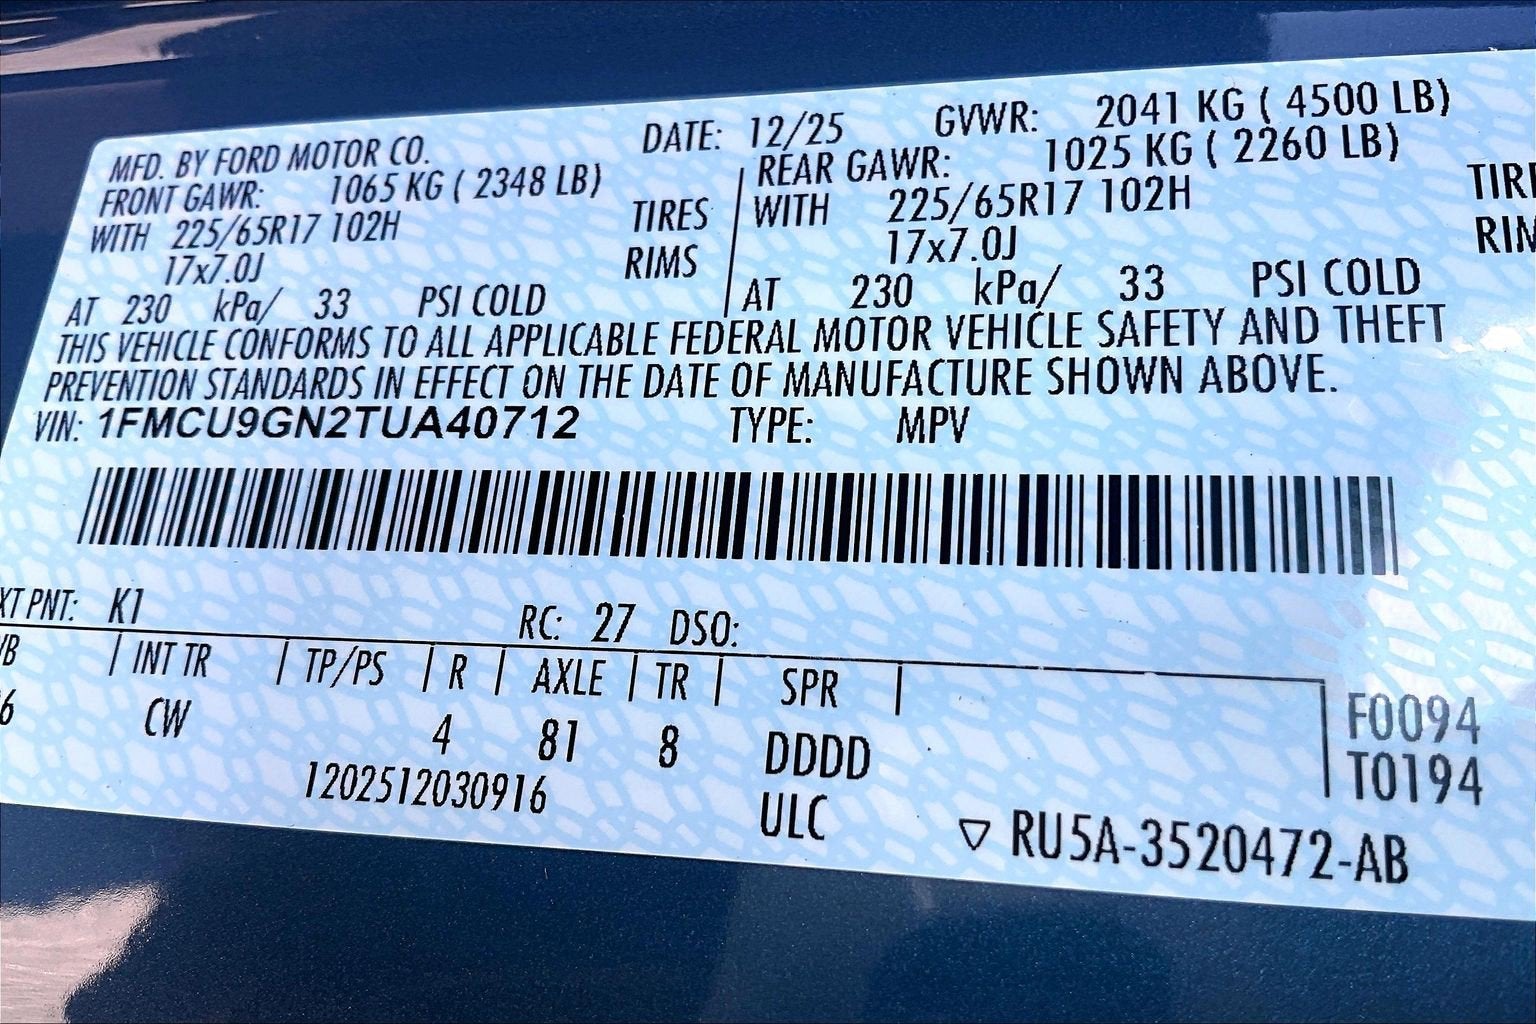 MFD. BY FORD MOTOR CO. DATE: 12/25 GVWR: 2041 KG ( 4500 LB)
FRONT GAWR: 1065 KG ( 2348 LB) REAR GAWR: 1025 KG ( 2260 LB)
WITH 225/65R17 102H TIRES WITH 225/65R17 102H
17x7.0J RIMS 17x7.0J
AT 230 kPa/ 33 PSI COLD AT 230 kPa/ 33 PSI COLD
THIS VEHICLE CONFORMS TO ALL APPLICABLE FEDERAL MOTOR VEHICLE SAFETY AND THEFT
PREVENTION STANDARDS IN EFFECT ON THE DATE OF MANUFACTURE SHOWN ABOVE.
VIN: 1FMCU9GN2TUA40712 TYPE: MPV
PNT: K1 RC: 27 DSO:
INT TR TP/PS R AXLE TR SPR
CW 4 81 8 DDDD
1202512030916 ULC
F0094
T0194
▽ RU5A-3520472-AB